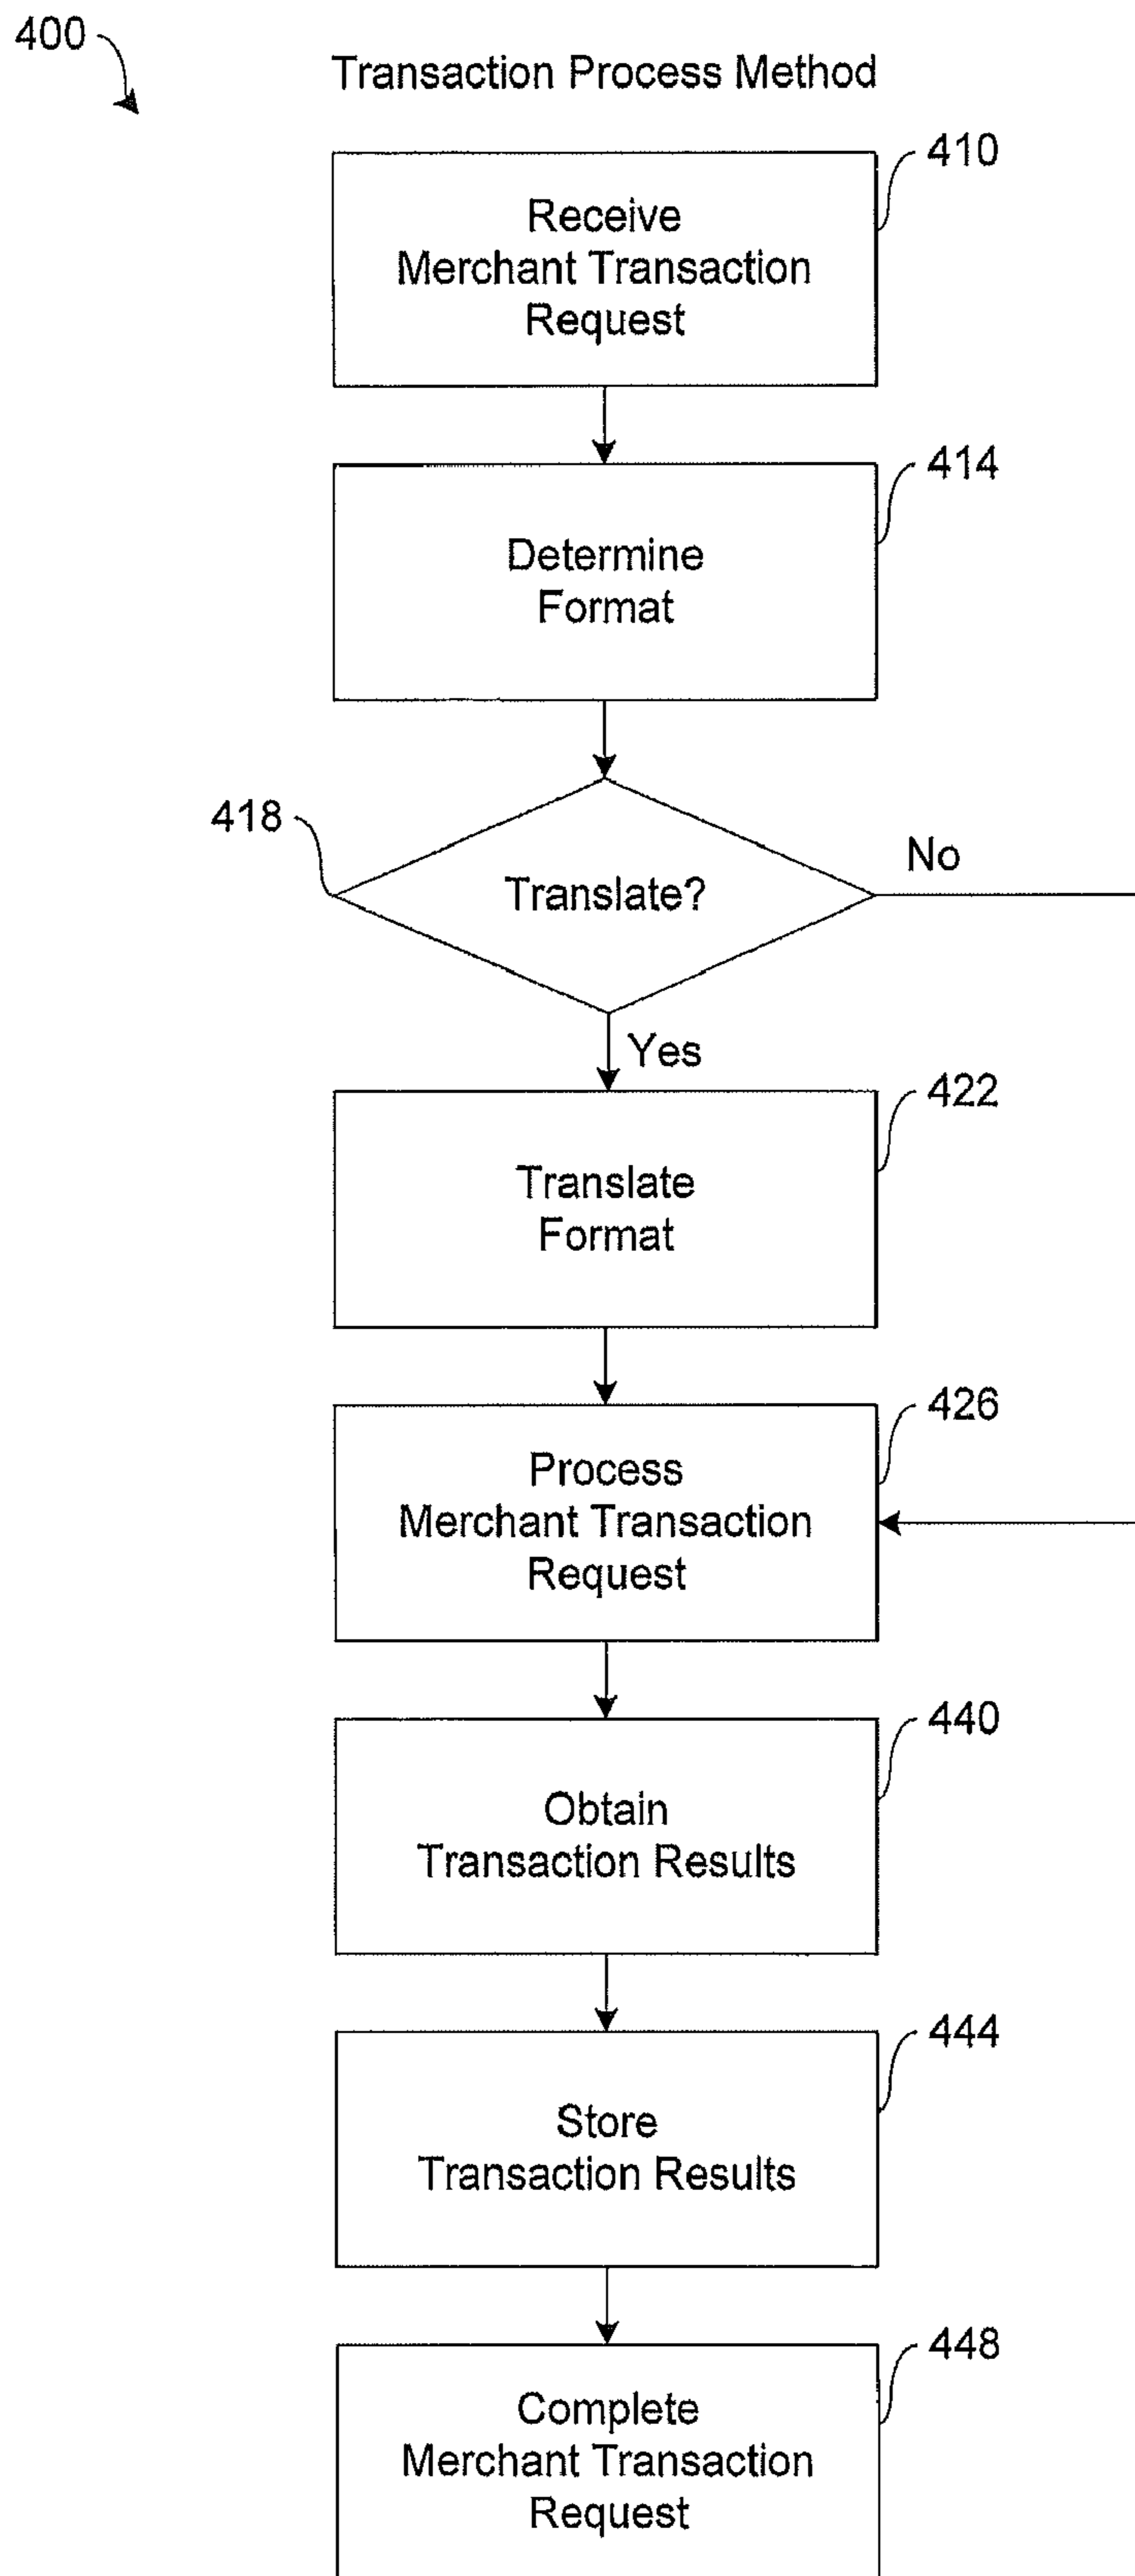 400
Transaction Process Method
410
Receive
Merchant Transaction
Request
414
Determine
Format
418
Translate?
No
Yes
422
Translate
Format
426
Process
Merchant Transaction
Request
440
Obtain
Transaction Results
444
Store
Transaction Results
448
Complete
Merchant Transaction
Request